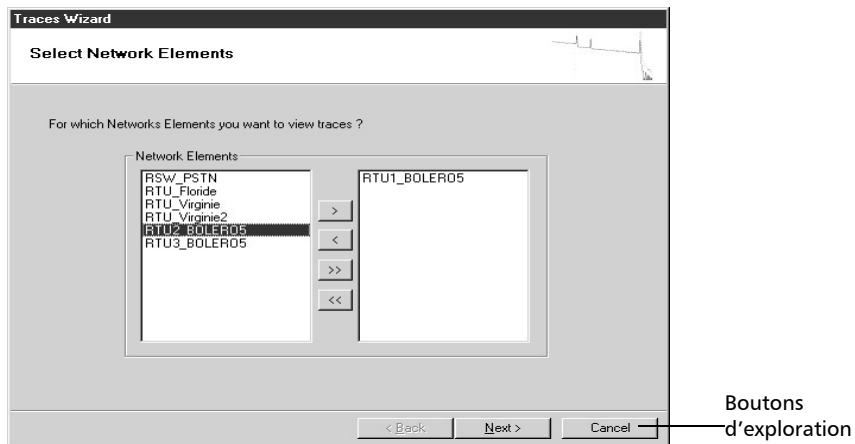 Traces Wizard
Select Network Elements
For which Networks Elements you want to view traces ?
Network Elements
RSW_PSTN
RTU_Floride
RTU_Virginie
RTU_Virginie2
RTU2_BOLERO5
RTU3_BOLERO5
>
<
>>
<<
RTU1_BOLERO5
< Back
Next >
Cancel
Boutons
d'exploration